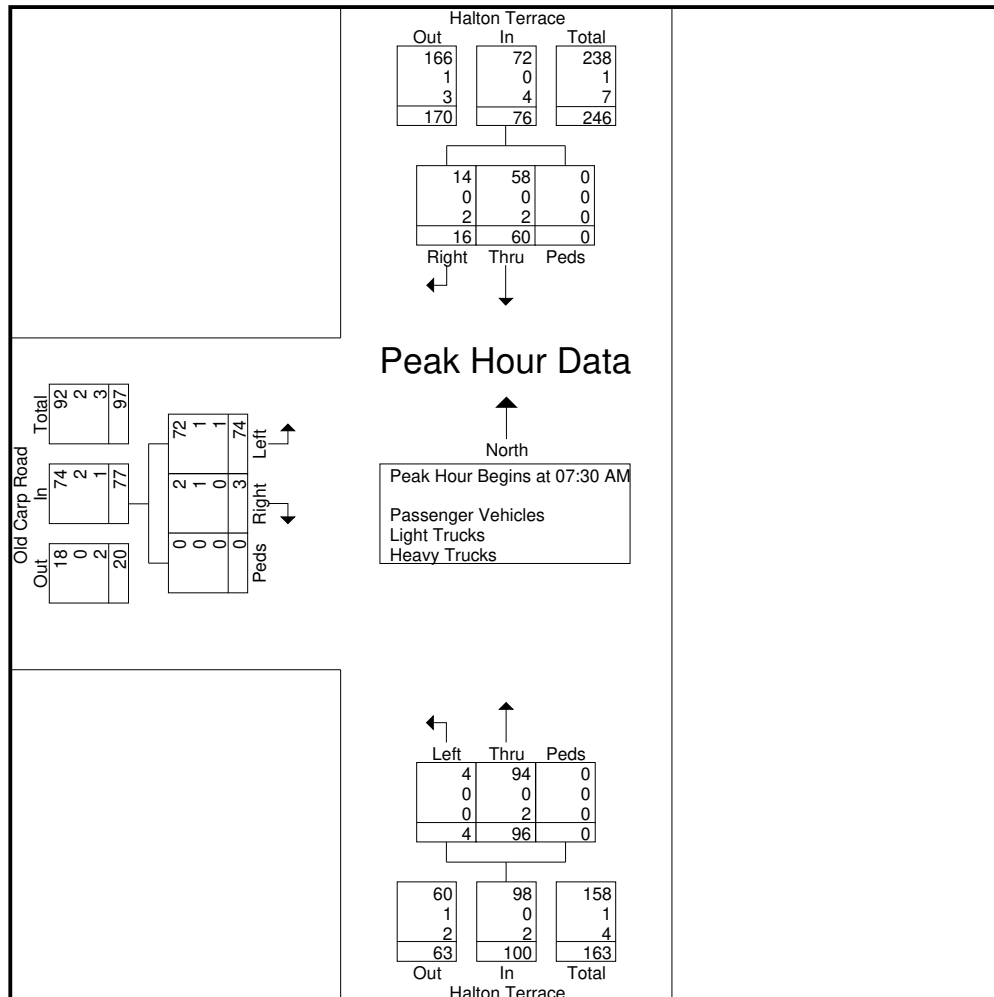 Halton Terrace
Out In Total
166 72 238
1 0 1
3 4 7
170 76 246
14 58 0
0 0 0
2 2 0
16 60 0
Right Thru Peds
Peak Hour Data
North
Peak Hour Begins at 07:30 AM
Passenger Vehicles
Light Trucks
Heavy Trucks
Old Carp Road
Out In Total
18 74 92
0 2 2
2 1 3
20 77 97
0 2 72
0 1 1
0 0 1
0 3 74
Peds Right Left
Left Thru Peds
4 94 0
0 0 0
0 2 0
4 96 0
60 98 158
1 0 1
2 2 4
63 100 163
Out In Total
Halton Terrace